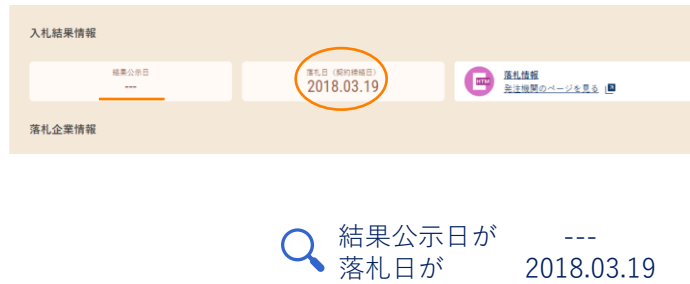 入札結果情報
結果公示日
---
落札日（契約締結日）
2018.03.19
HTM
落札情報
発注機関のページを見る
落札企業情報
結果公示日が ---
落札日が 2018.03.19